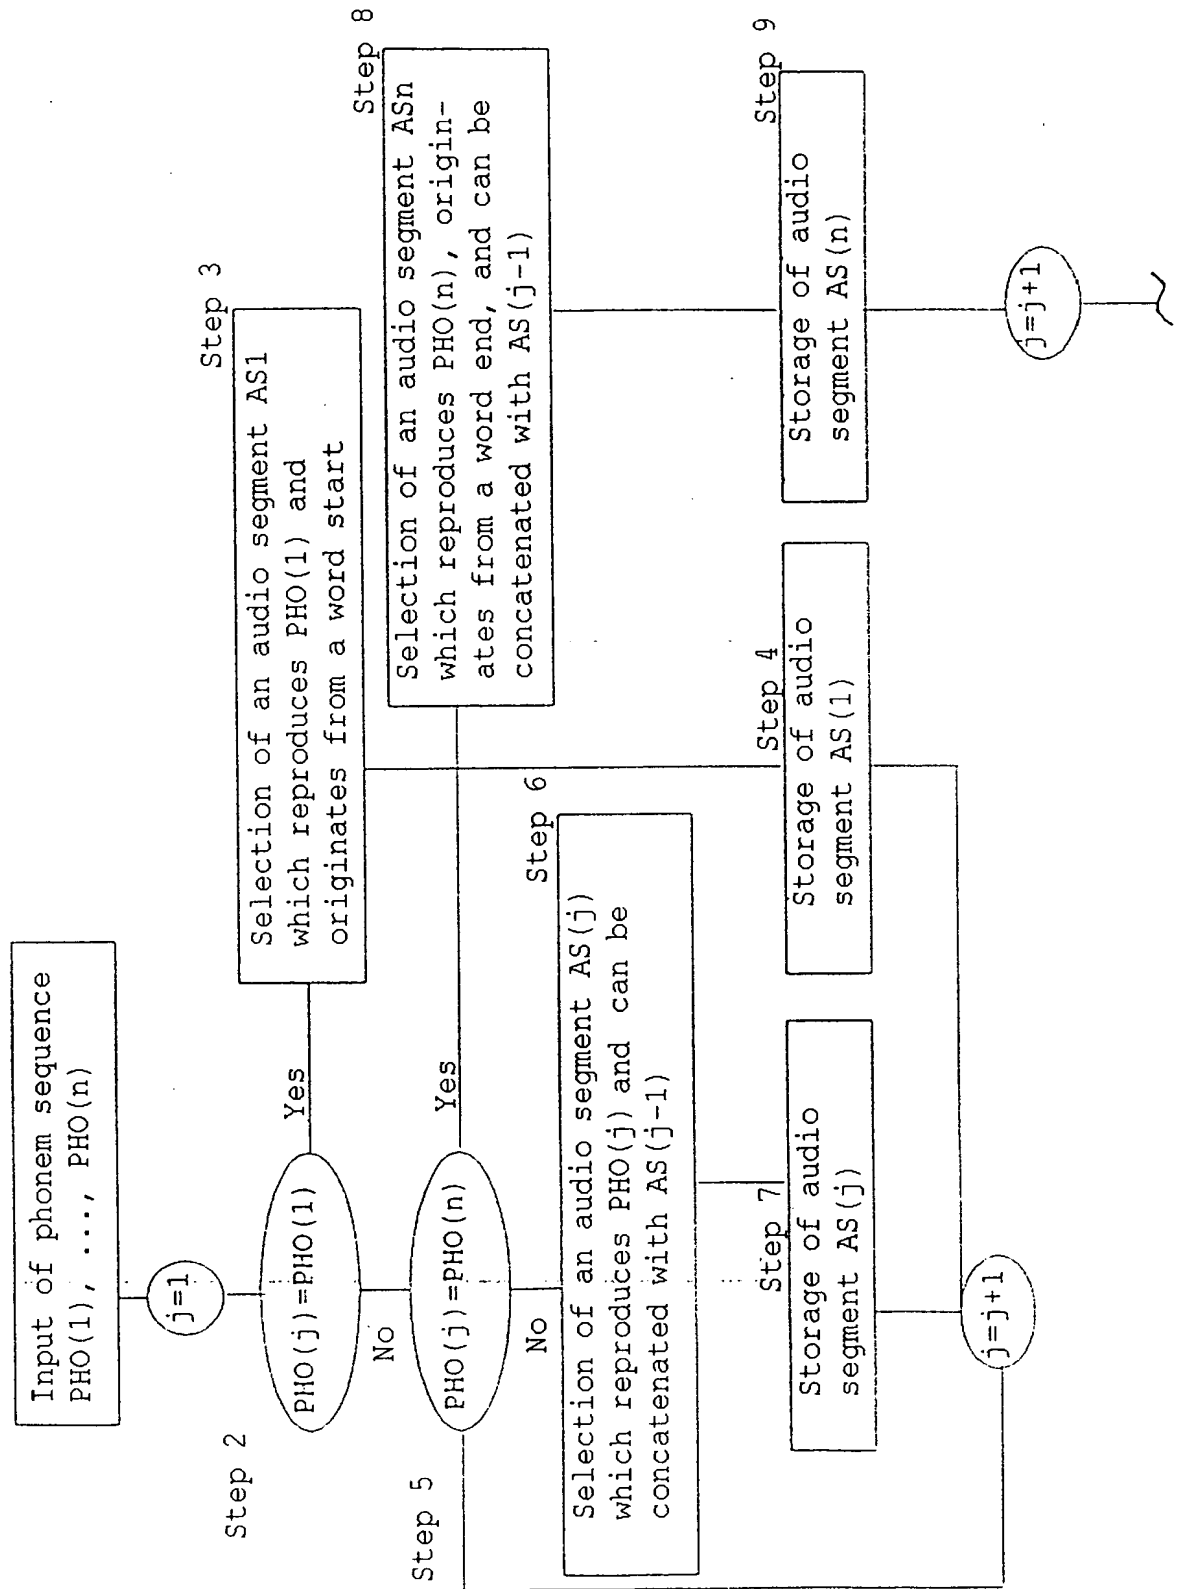 Input of phonem sequence
PHO(1), ..., PHO(n)
j=1
Step 2
PHO(j)=PHO(1)
Yes
No
Step 3
Selection of an audio segment AS1
which reproduces PHO(1) and
originates from a word start
Step 5
PHO(j)=PHO(n)
Yes
No
Step 8
Selection of an audio segment ASn
which reproduces PHO(n), origin-
ates from a word end, and can be
concatenated with AS(j-1)
Step 6
Selection of an audio segment AS(j)
which reproduces PHO(j) and can be
concatenated with AS(j-1)
Step 7
Storage of audio
segment AS(j)
Step 4
Storage of audio
segment AS(1)
Step 9
Storage of audio
segment AS(n)
j=j+1
j=j+1